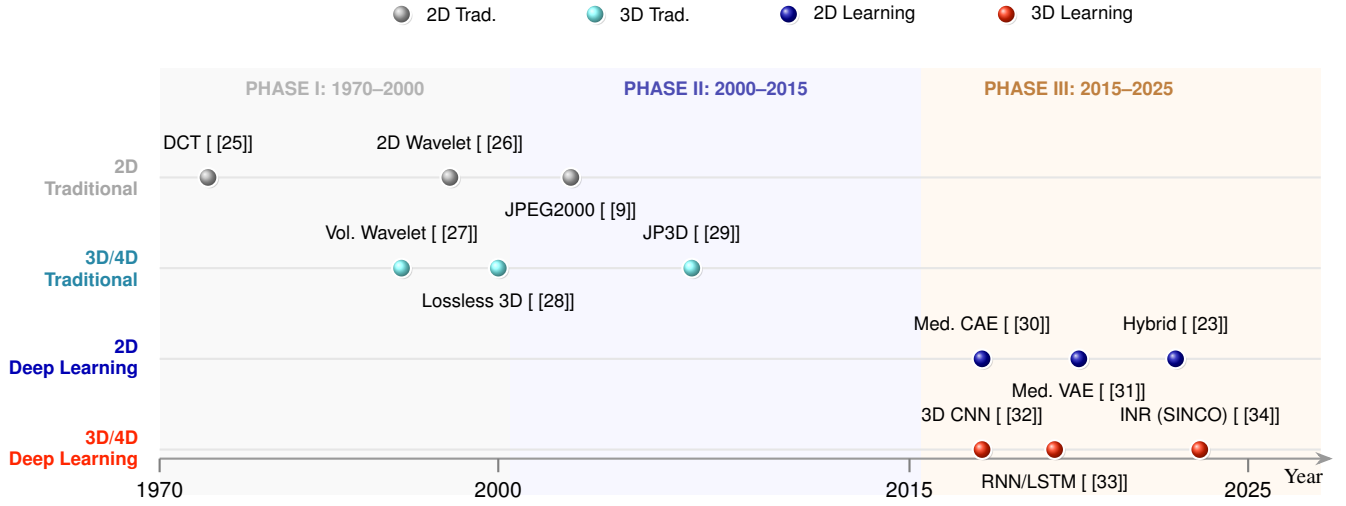 2D Trad. 3D Trad. 2D Learning 3D Learning
PHASE I: 1970–2000 PHASE II: 2000–2015 PHASE III: 2015–2025
DCT [ [25]] 2D Wavelet [ [26]]
2D
Traditional
JPEG2000 [ [9]]
Vol. Wavelet [ [27]] JP3D [ [29]]
3D/4D
Traditional
Lossless 3D [ [28]]
Med. CAE [ [30]] Hybrid [ [23]]
2D
Deep Learning
Med. VAE [ [31]]
3D CNN [ [32]] INR (SINCO) [ [34]]
3D/4D
Deep Learning
RNN/LSTM [ [33]]
Year
1970 2000 2015 2025